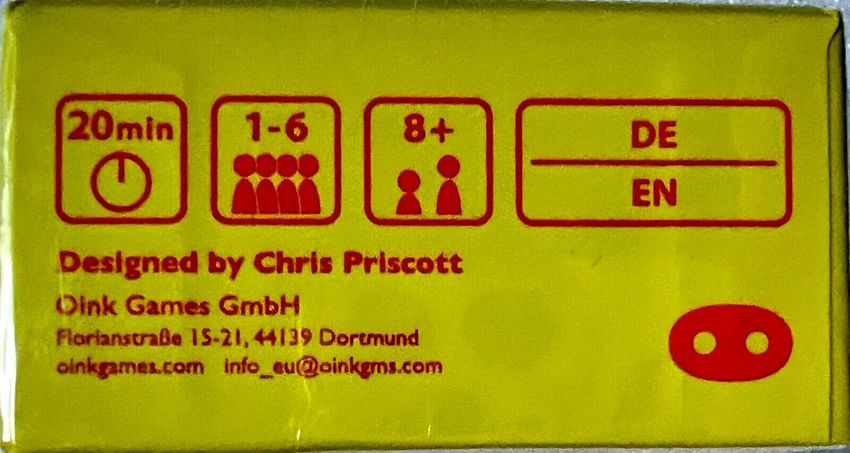 20min
1-6
8+
DE
EN
Designed by Chris Priscott
Oink Games GmbH
Florianstraße 15-21, 44139 Dortmund
oinkgames.com info_eu@oinkgms.com